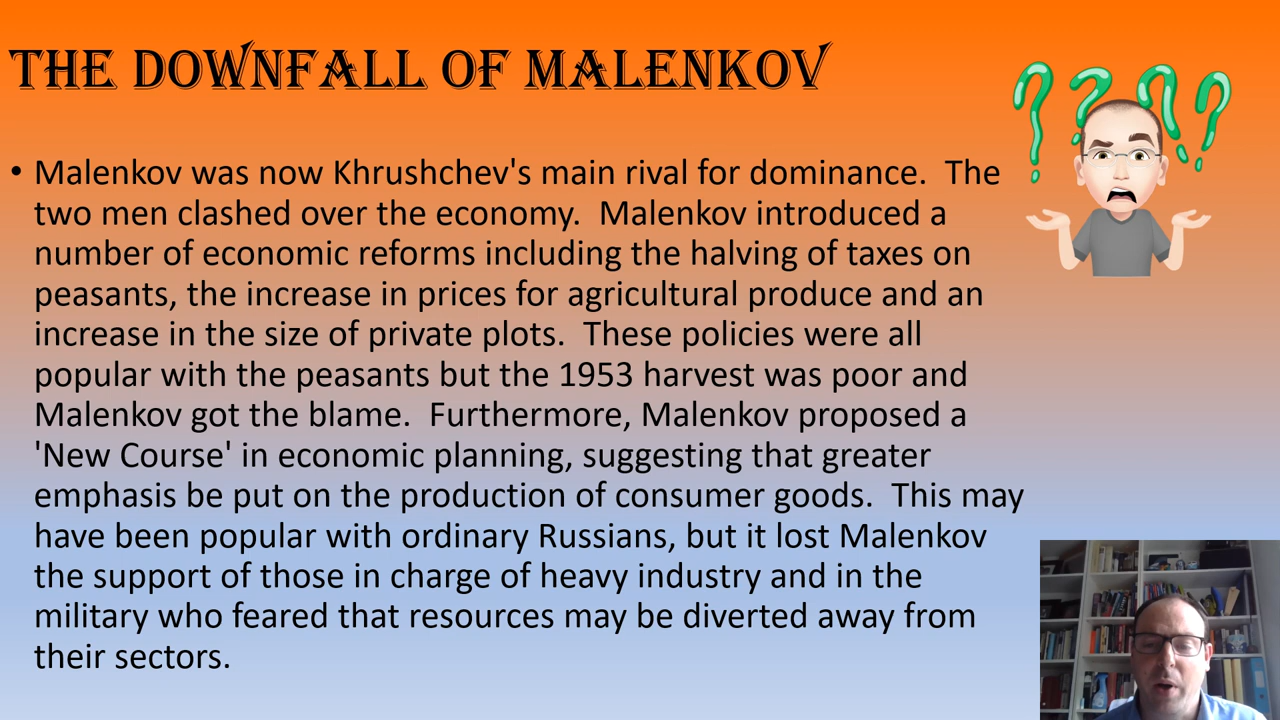 THE DOWNFALL OF MALENKOV
• Malenkov was now Khrushchev's main rival for dominance.  The
two men clashed over the economy.  Malenkov introduced a
number of economic reforms including the halving of taxes on
peasants, the increase in prices for agricultural produce and an
increase in the size of private plots.  These policies were all
popular with the peasants but the 1953 harvest was poor and
Malenkov got the blame.  Furthermore, Malenkov proposed a
'New Course' in economic planning, suggesting that greater
emphasis be put on the production of consumer goods.  This may
have been popular with ordinary Russians, but it lost Malenkov
the support of those in charge of heavy industry and in the
military who feared that resources may be diverted away from
their sectors.
????